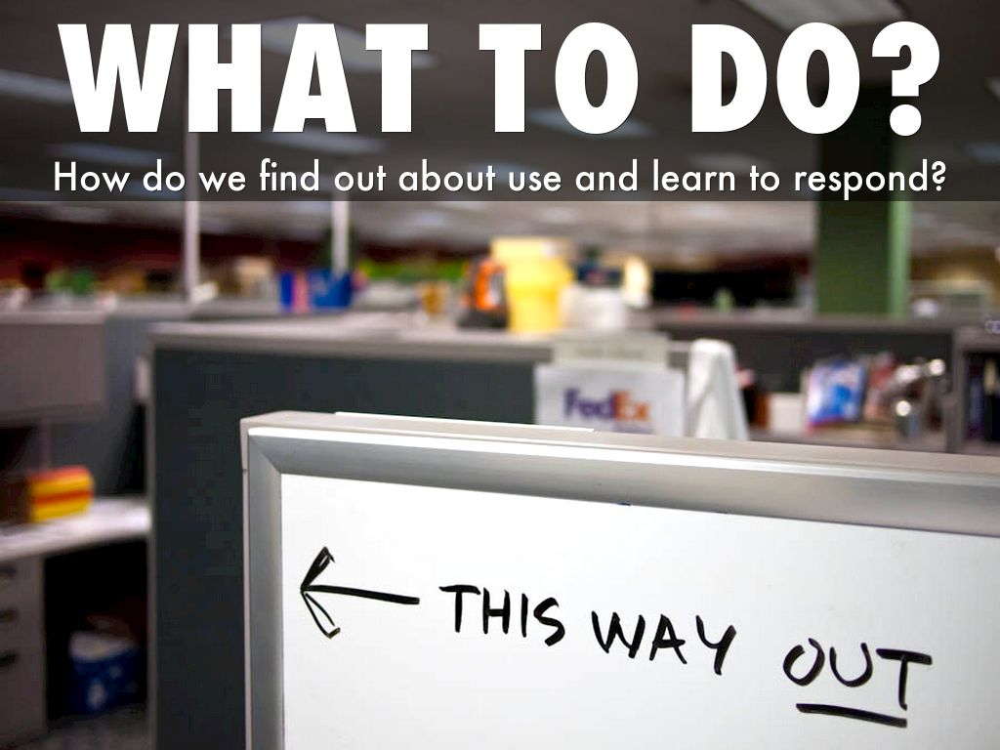 WHAT TO DO?
How do we find out about use and learn to respond?
FedEx
THIS WAY OUT